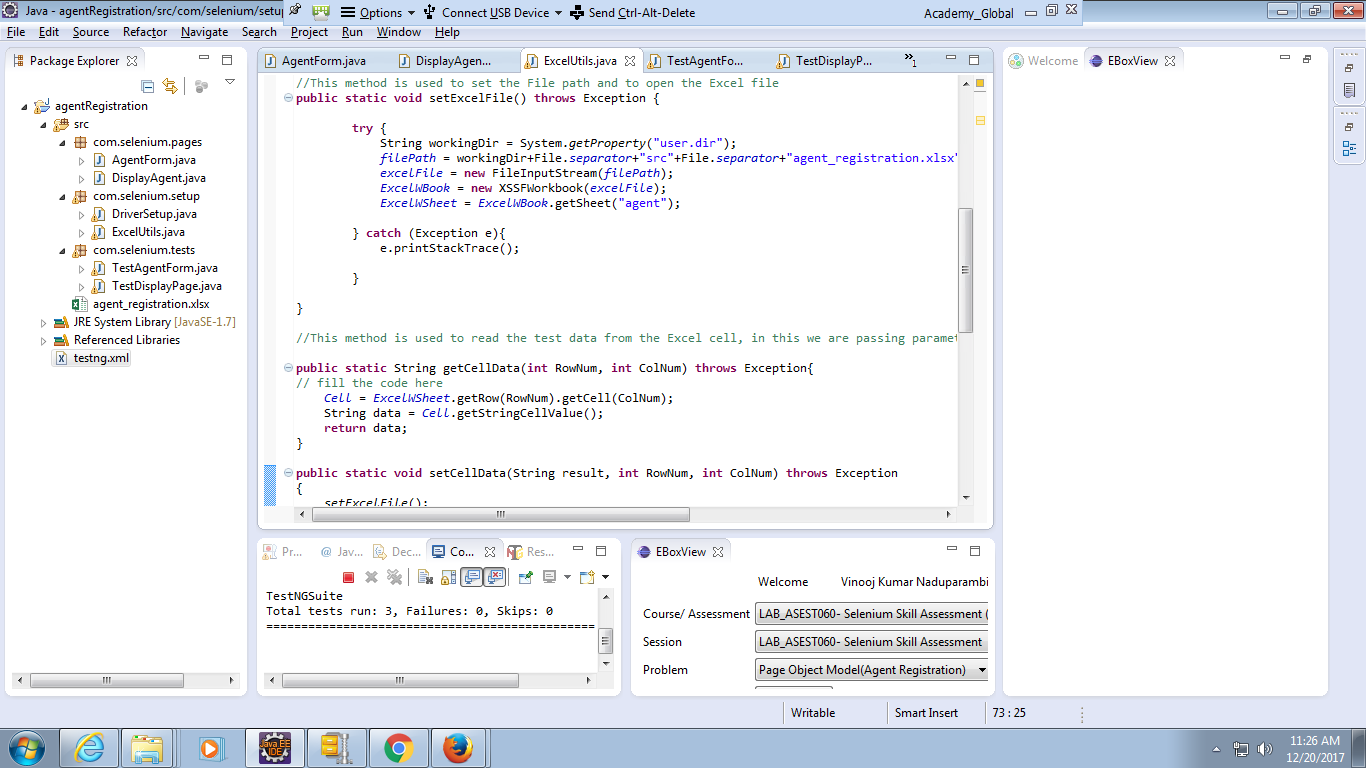 Java - agentRegistration/src/com/selenium/setup
Options
Connect USB Device
Send Ctrl-Alt-Delete
Academy_Global
File Edit Source Refactor Navigate Search Project Run Window Help
Package Explorer
agentRegistration
src
com.selenium.pages
AgentForm.java
DisplayAgent.java
com.selenium.setup
DriverSetup.java
ExcelUtils.java
com.selenium.tests
TestAgentForm.java
TestDisplayPage.java
agent_registration.xlsx
JRE System Library [JavaSE-1.7]
Referenced Libraries
testng.xml
AgentForm.java DisplayAgen... ExcelUtils.java TestAgentFo... TestDisplayP... »1
//This method is used to set the File path and to open the Excel file
public static void setExcelFile() throws Exception {
try {
String workingDir = System.getProperty("user.dir");
filePath = workingDir+File.separator+"src"+File.separator+"agent_registration.xlsx"
excelFile = new FileInputStream(filePath);
ExcelWBook = new XSSFWorkbook(excelFile);
ExcelWSheet = ExcelWBook.getSheet("agent");
} catch (Exception e){
e.printStackTrace();
}
}
//This method is used to read the test data from the Excel cell, in this we are passing paramet
public static String getCellData(int RowNum, int ColNum) throws Exception{
// fill the code here
Cell = ExcelWSheet.getRow(RowNum).getCell(ColNum);
String data = Cell.getStringCellValue();
return data;
}
public static void setCellData(String result, int RowNum, int ColNum) throws Exception
{
setExcelFile();
Welcome EBoxView
Pr... Jav... Dec... Co... Res...
TestNGSuite
Total tests run: 3, Failures: 0, Skips: 0
===============================================
EBoxView
Welcome Vinooj Kumar Naduparambi
Course/ Assessment LAB_ASEST060- Selenium Skill Assessment (
Session LAB_ASEST060- Selenium Skill Assessment
Problem Page Object Model(Agent Registration)
Writable Smart Insert 73 : 25
Java EE
IDE
11:26 AM
12/20/2017